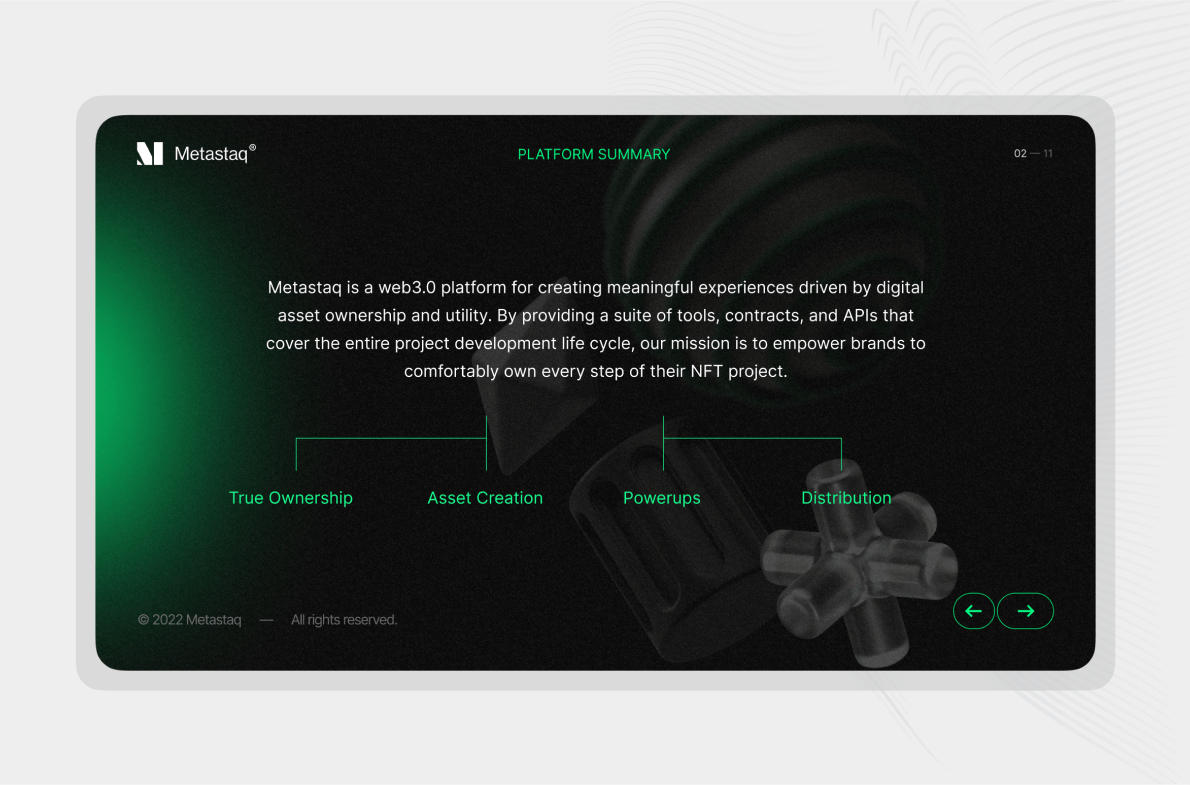 Metastaq®
PLATFORM SUMMARY
02 — 11
Metastaq is a web3.0 platform for creating meaningful experiences driven by digital
asset ownership and utility. By providing a suite of tools, contracts, and APIs that
cover the entire project development life cycle, our mission is to empower brands to
comfortably own every step of their NFT project.
True Ownership
Asset Creation
Powerups
Distribution
© 2022 Metastaq — All rights reserved.